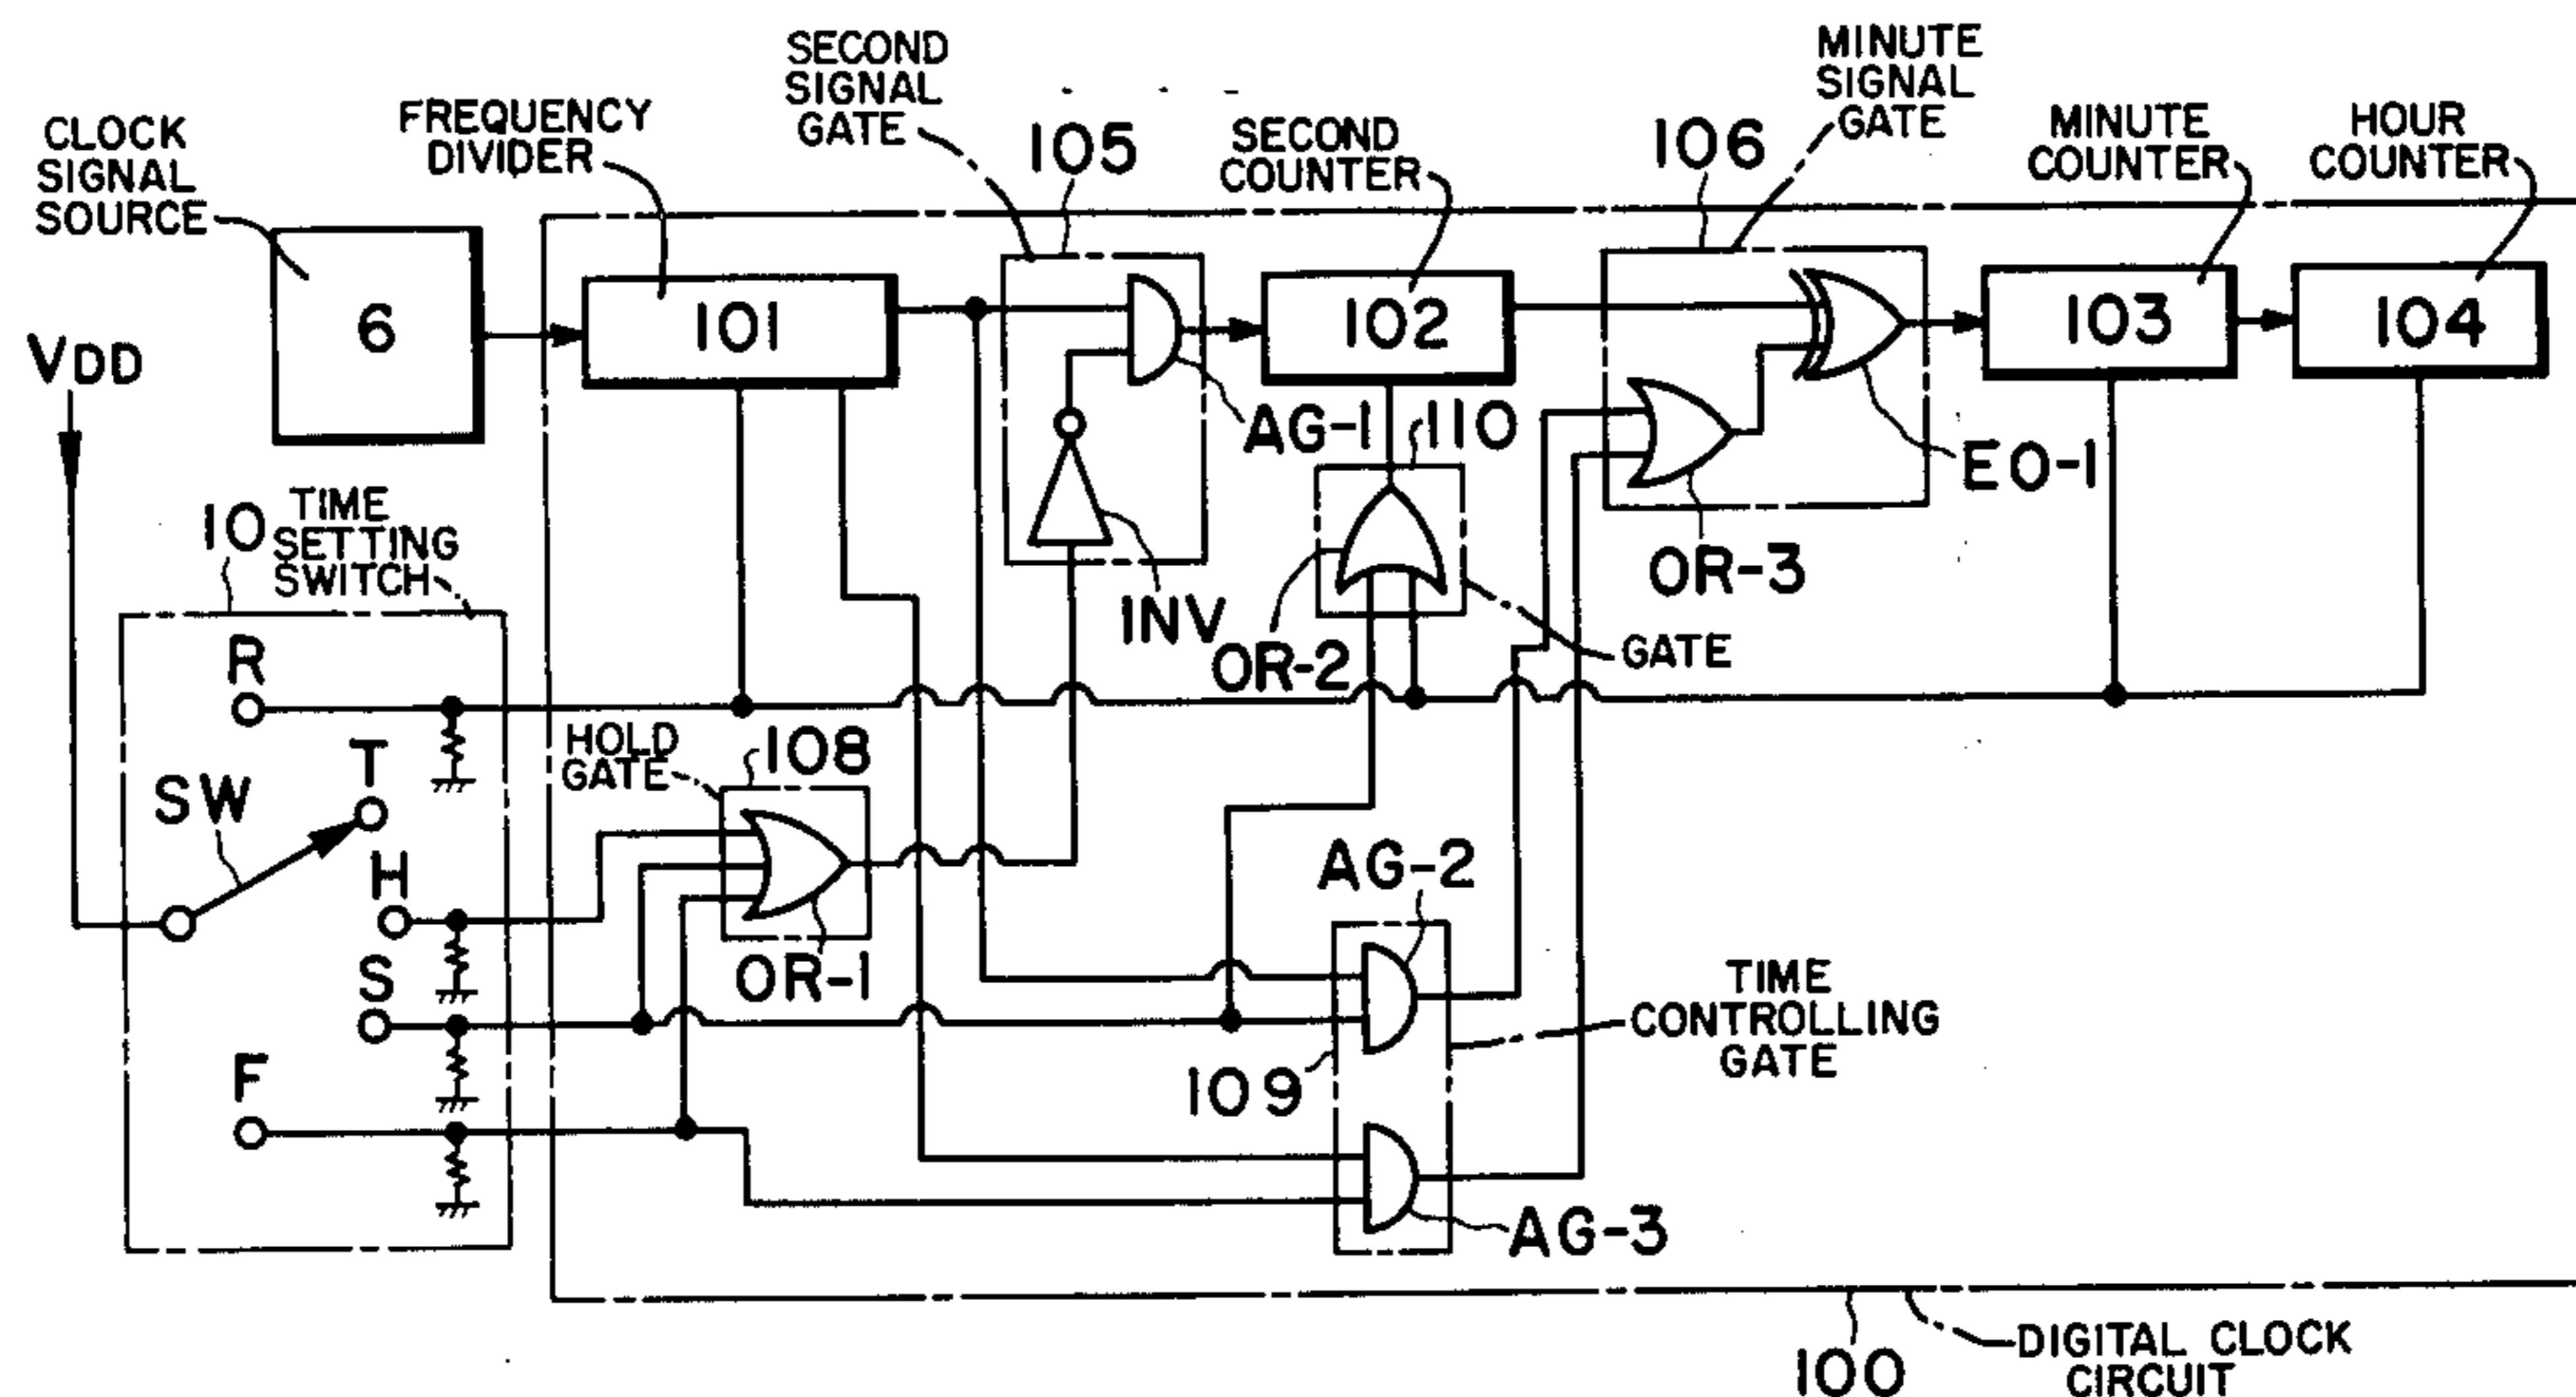 SECOND
SIGNAL
GATE
MINUTE
SIGNAL
GATE
CLOCK
SIGNAL
SOURCE
FREQUENCY
DIVIDER
105
SECOND
COUNTER
106
MINUTE
COUNTER
HOUR
COUNTER
6
101
102
103
104
VDD
AG-1
110
EO-1
10
TIME
SETTING
SWITCH
INV
OR-2
OR-3
GATE
R
HOLD
GATE
108
T
SW
H
AG-2
S
OR-1
TIME
CONTROLLING
GATE
F
109
AG-3
100
DIGITAL CLOCK
CIRCUIT